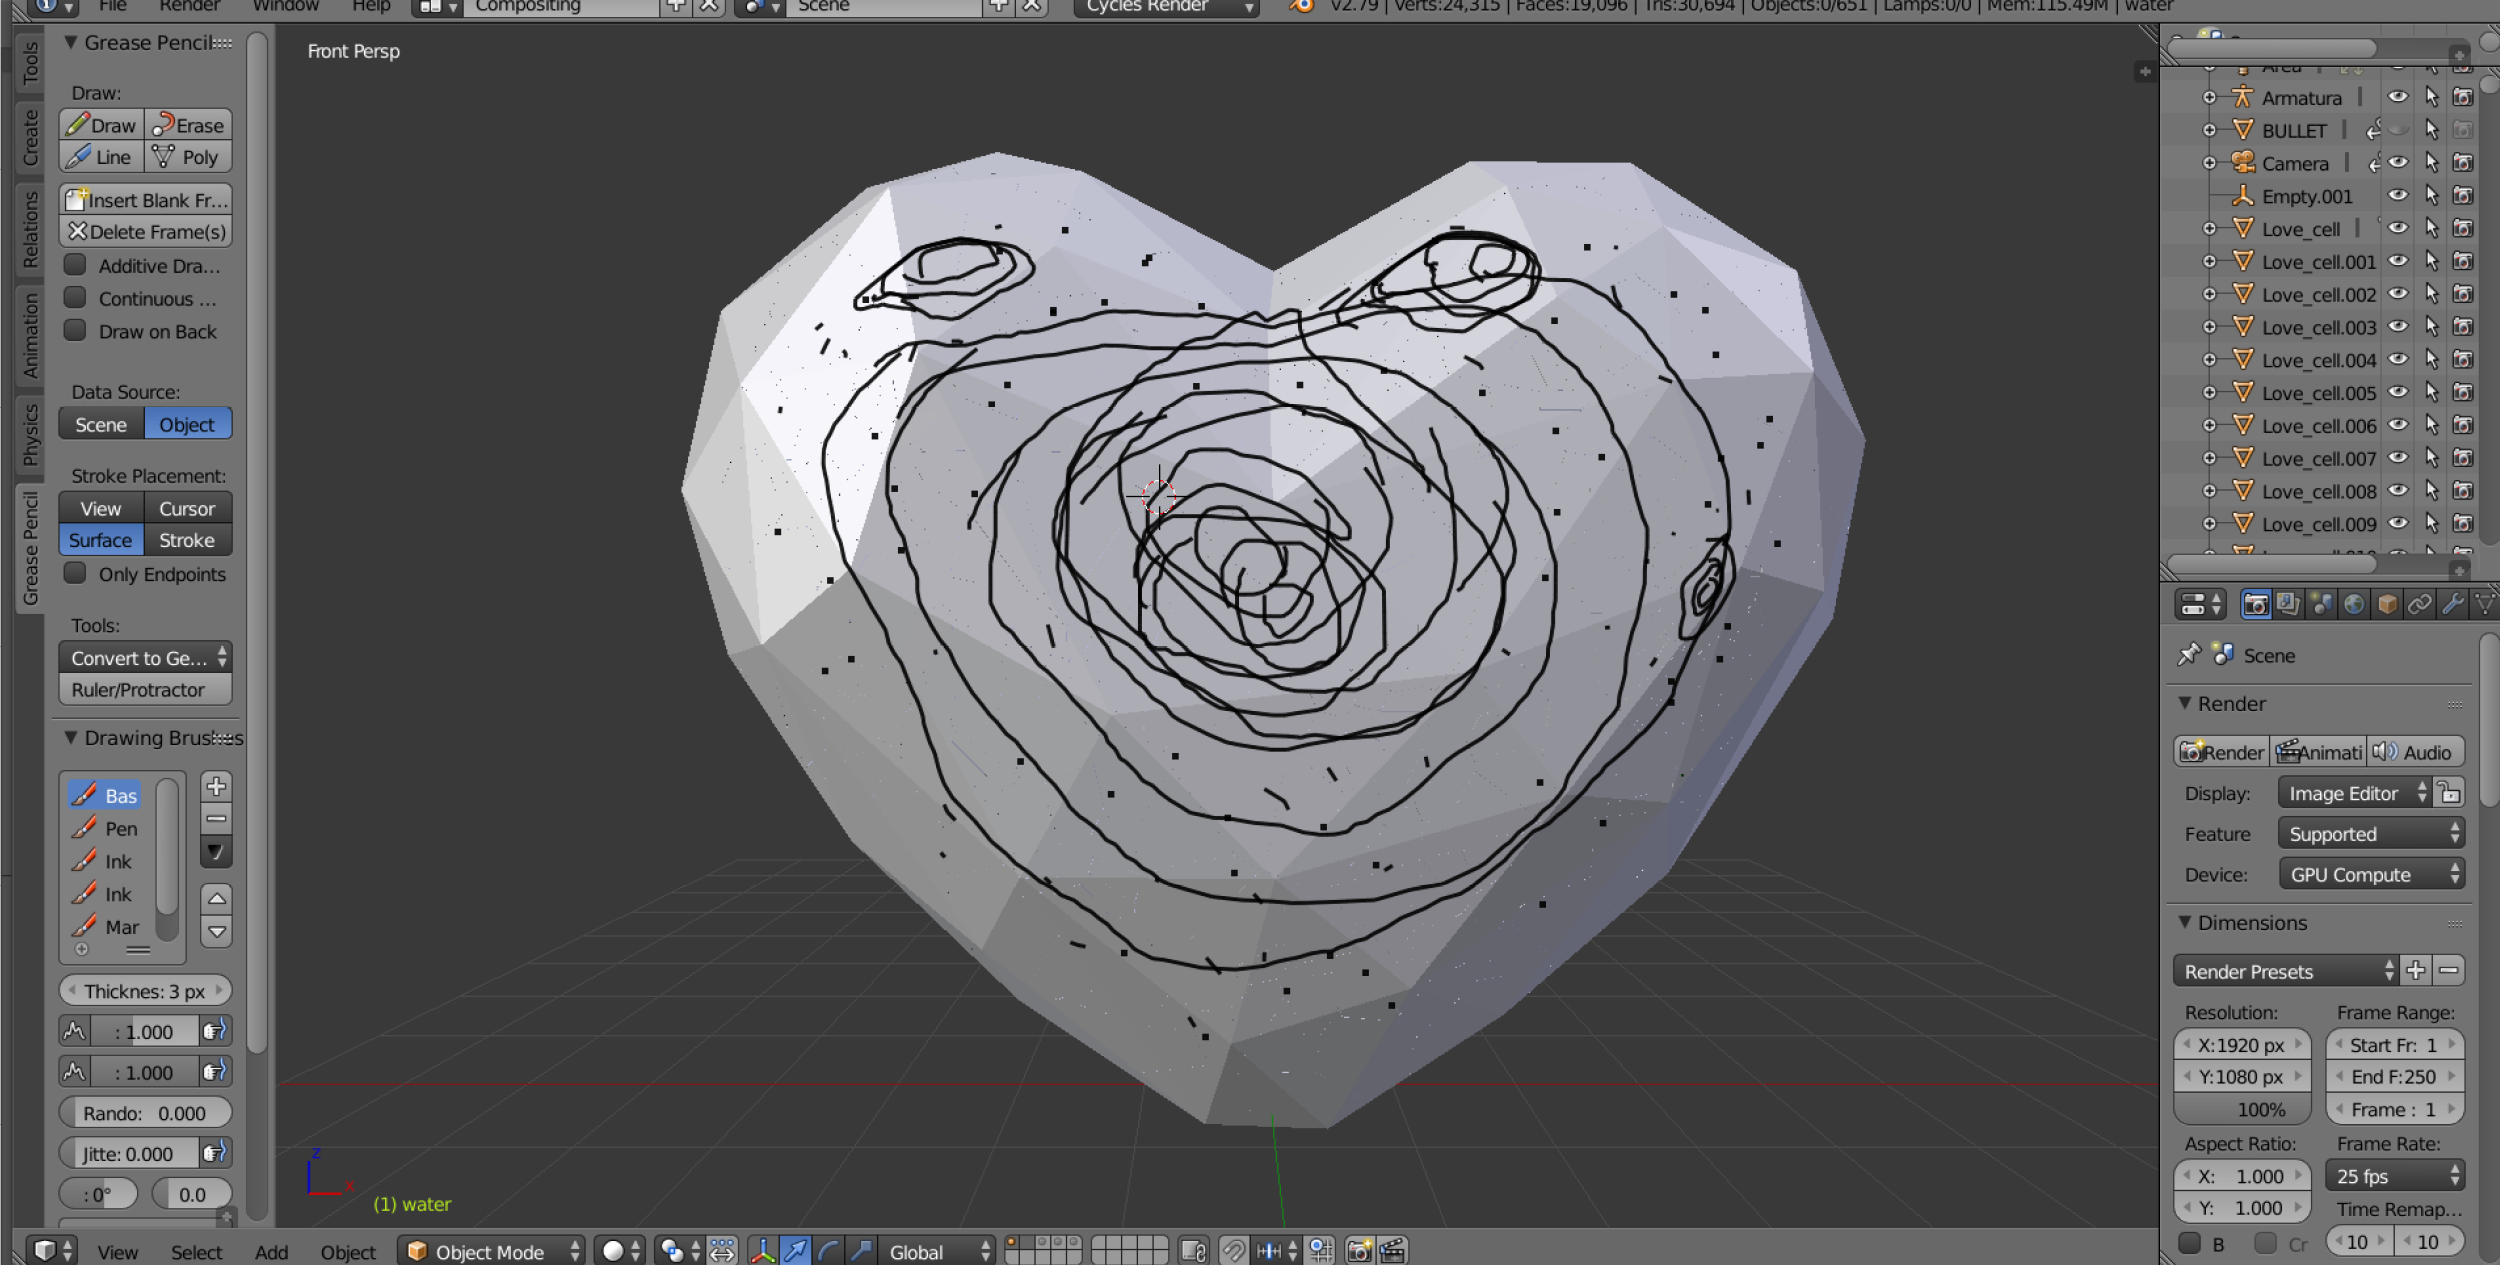 File Render Window Help Compositing Scene Cycles Render v2.79 | Verts:24,315 | Faces:19,096 | Tris:30,694 | Objects:0/651 | Lamps:0/0 | Mem:115.49M | water
Tools
Create
Relations
Animation
Physics
Grease Pencil
Grease Pencil
Draw:
Draw Erase
Line Poly
Insert Blank Fr...
Delete Frame(s)
Additive Dra...
Continuous ...
Draw on Back
Data Source:
Scene Object
Stroke Placement:
View Cursor
Surface Stroke
Only Endpoints
Tools:
Convert to Ge...
Ruler/Protractor
Drawing Brushes
Bas
Pen
Ink
Ink
Mar
Thicknes: 3 px
: 1.000
: 1.000
Rando: 0.000
Jitte: 0.000
: 0° 0.0
Front Persp
z
x
(1) water
View Select Add Object Object Mode Global
Area
Armatura
BULLET
Camera
Empty.001
Love_cell
Love_cell.001
Love_cell.002
Love_cell.003
Love_cell.004
Love_cell.005
Love_cell.006
Love_cell.007
Love_cell.008
Love_cell.009
Scene
Render
Render Animati Audio
Display: Image Editor
Feature Supported
Device: GPU Compute
Dimensions
Render Presets
Resolution: Frame Range:
X:1920 px Start Fr: 1
Y:1080 px End F:250
100% Frame : 1
Aspect Ratio: Frame Rate:
X: 1.000 25 fps
Y: 1.000 Time Remap...
B Cr 10 10